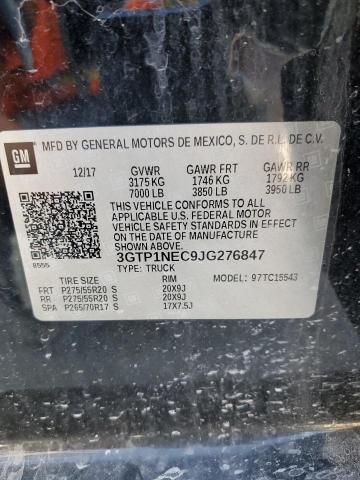 GM
MFD BY GENERAL MOTORS DE MEXICO, S. DE R.L. DE C.V.
12/17 GVWR GAWR FRT GAWR RR
3175 KG 1746 KG 1792 KG
7000 LB 3850 LB 3950 LB
THIS VEHICLE CONFORMS TO ALL
APPLICABLE U.S. FEDERAL MOTOR
VEHICLE SAFETY STANDARDS IN EFFECT
ON THE DATE OF MANUFACTURE SHOWN ABOVE.
8555 3GTP1NEC9JG276847
TYPE: TRUCK MODEL: 97TC15543
TIRE SIZE RIM
FRT P275/55R20 S 20X9J
RR P275/55R20 S 20X9J
SPA P265/70R17 S 17X7.5J